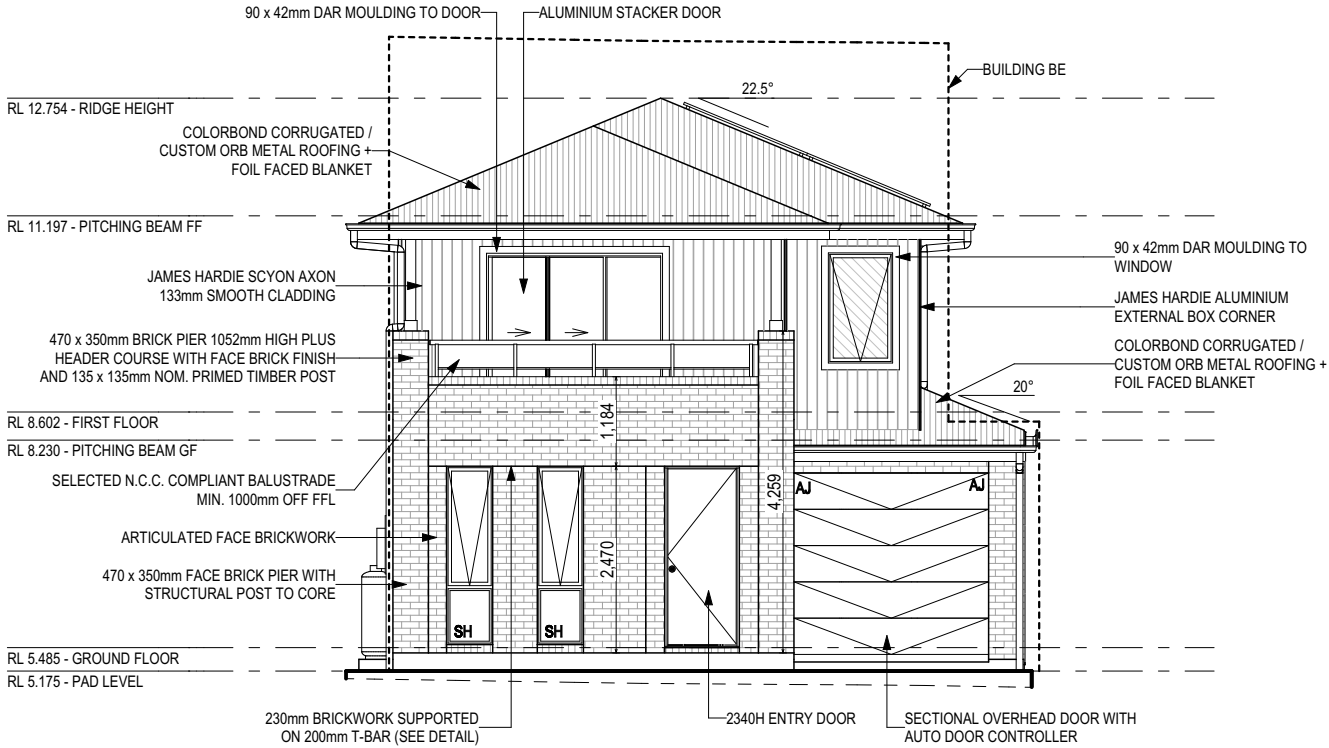 90 x 42mm DAR MOULDING TO DOOR
ALUMINIUM STACKER DOOR
BUILDING BE
22.5°
RL 12.754 - RIDGE HEIGHT
COLORBOND CORRUGATED /
CUSTOM ORB METAL ROOFING +
FOIL FACED BLANKET
RL 11.197 - PITCHING BEAM FF
90 x 42mm DAR MOULDING TO
WINDOW
JAMES HARDIE SCYON AXON
133mm SMOOTH CLADDING
JAMES HARDIE ALUMINIUM
EXTERNAL BOX CORNER
470 x 350mm BRICK PIER 1052mm HIGH PLUS
HEADER COURSE WITH FACE BRICK FINISH
AND 135 x 135mm NOM. PRIMED TIMBER POST
COLORBOND CORRUGATED /
CUSTOM ORB METAL ROOFING +
FOIL FACED BLANKET
20°
RL 8.602 - FIRST FLOOR
1,184
RL 8.230 - PITCHING BEAM GF
SELECTED N.C.C. COMPLIANT BALUSTRADE
MIN. 1000mm OFF FFL
4,259
AJ
AJ
ARTICULATED FACE BRICKWORK
2,470
470 x 350mm FACE BRICK PIER WITH
STRUCTURAL POST TO CORE
SH
SH
RL 5.485 - GROUND FLOOR
RL 5.175 - PAD LEVEL
230mm BRICKWORK SUPPORTED
ON 200mm T-BAR (SEE DETAIL)
2340H ENTRY DOOR
SECTIONAL OVERHEAD DOOR WITH
AUTO DOOR CONTROLLER